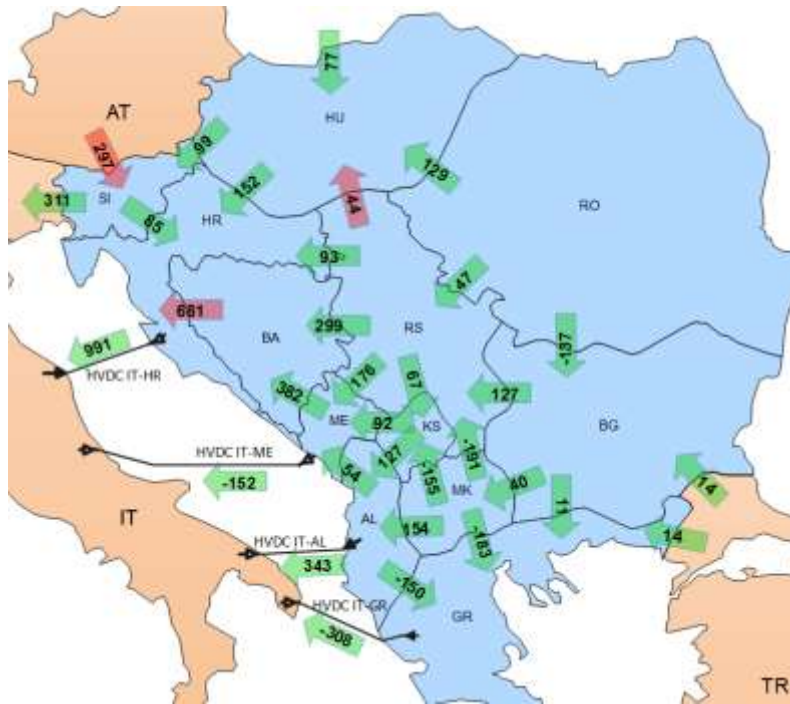 77
AT
HU
99
297
152
129
SI
311
85
HR
44
RO
93
47
661
299
RS
BA
-137
991
HVDC IT-HR
176
67
382
127
ME
92
KS
BG
HVDC IT-ME
127
-191
54
-155
MK
40
-152
11
14
IT
AL
HVDC IT-AL
154
-183
14
343
-150
HVDC IT-GR
GR
-308
TR